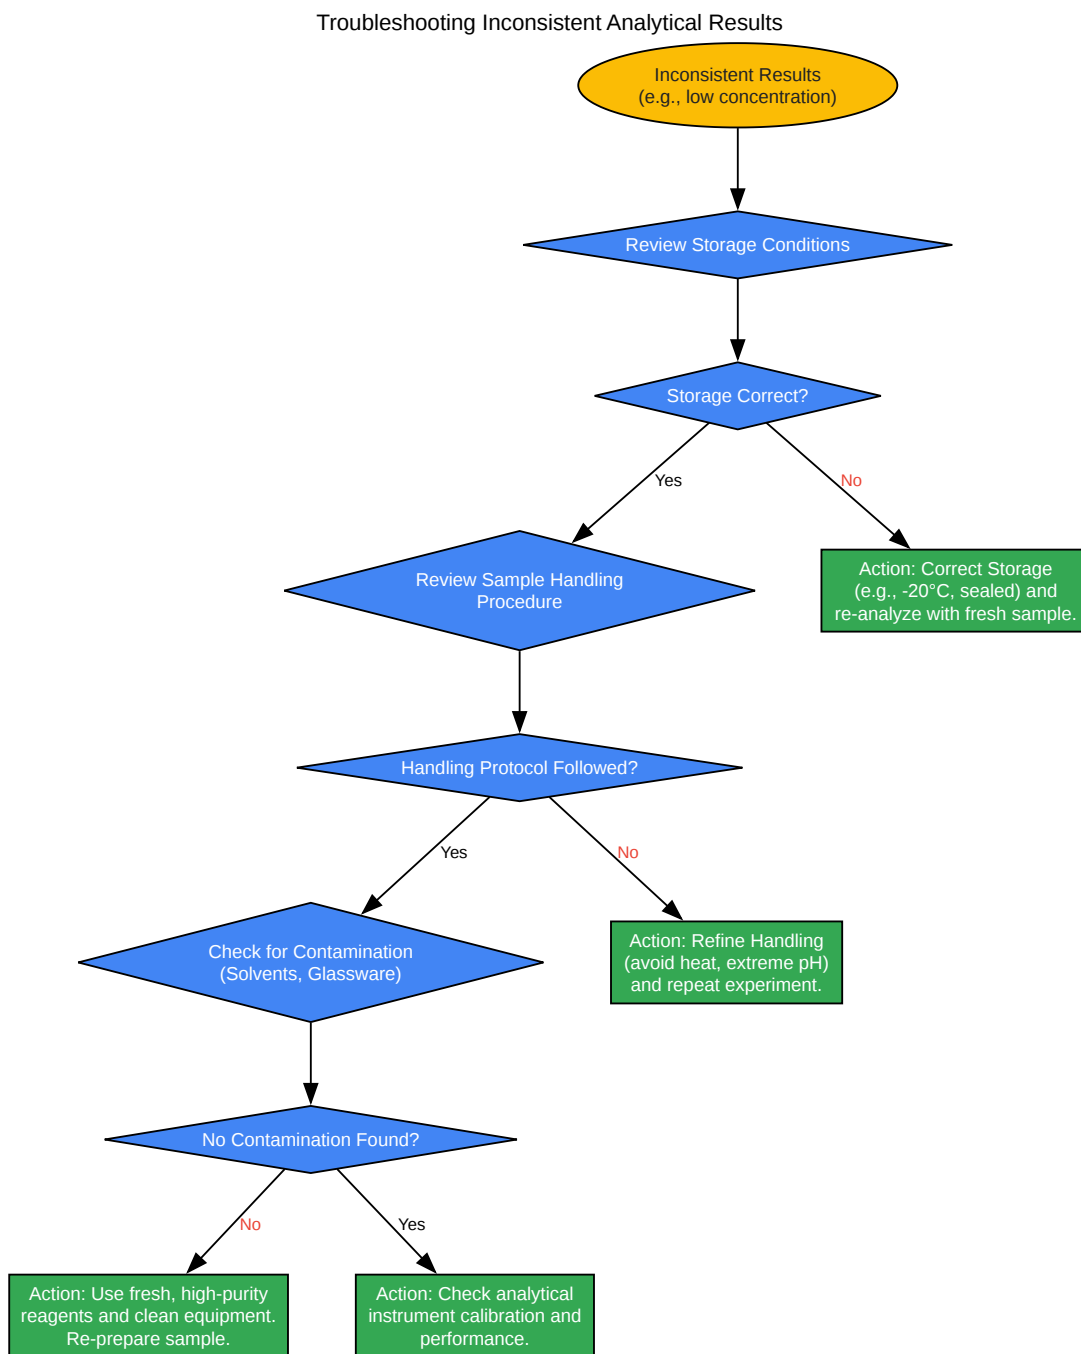 Troubleshooting Inconsistent Analytical Results
Inconsistent Results
(e.g., low concentration)
Review Storage Conditions
Storage Correct?
Yes
No
Review Sample Handling
Procedure
Action: Correct Storage
(e.g., -20°C, sealed) and
re-analyze with fresh sample.
Handling Protocol Followed?
Yes
No
Check for Contamination
(Solvents, Glassware)
Action: Refine Handling
(avoid heat, extreme pH)
and repeat experiment.
No Contamination Found?
No
Yes
Action: Use fresh, high-purity
reagents and clean equipment.
Re-prepare sample.
Action: Check analytical
instrument calibration and
performance.